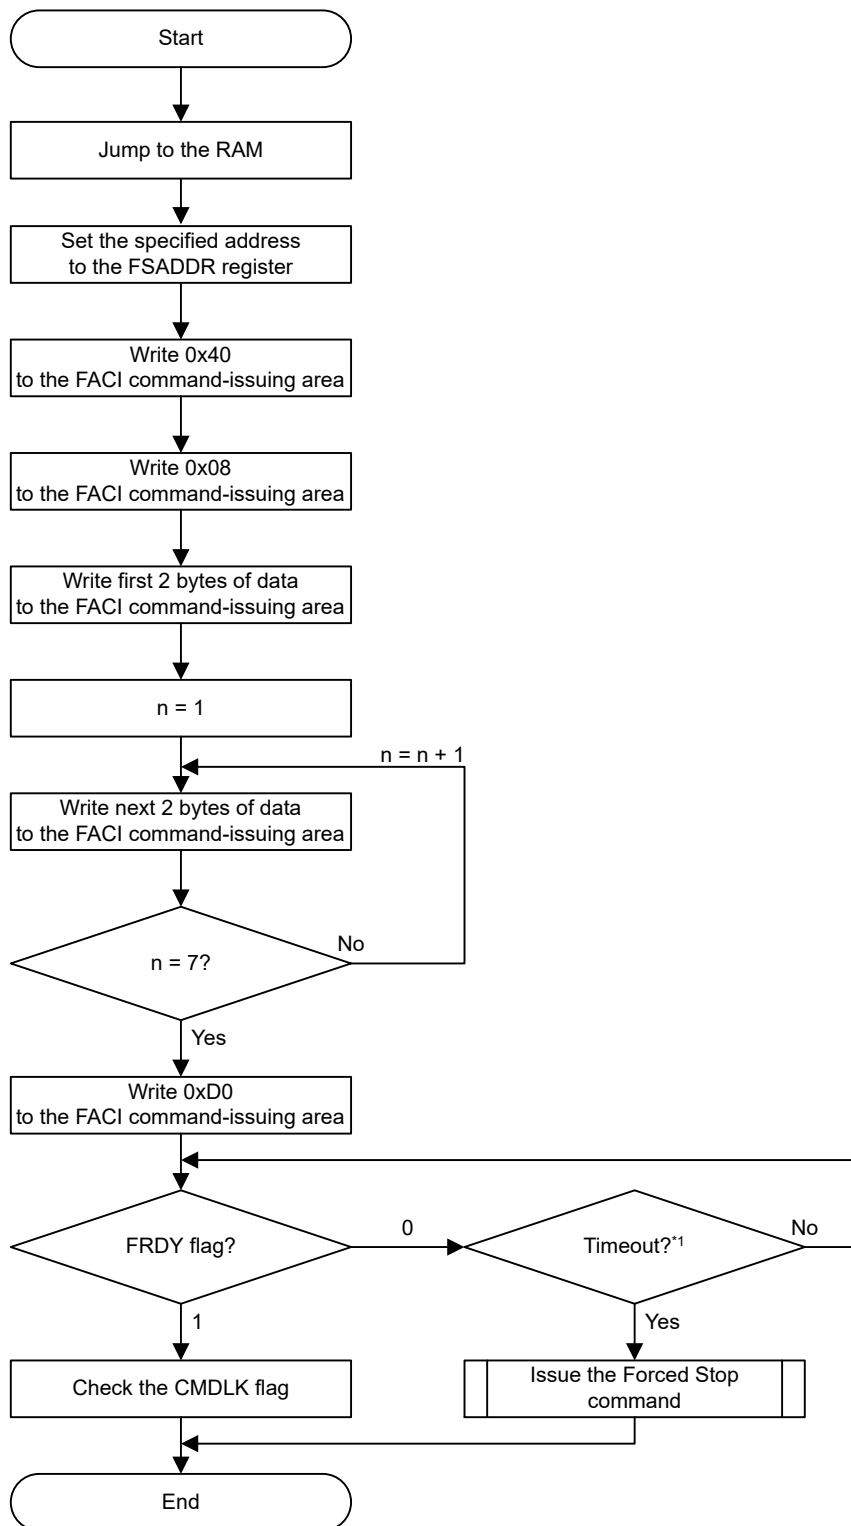 Start
Jump to the RAM
Set the specified address
to the FSADDR register
Write 0x40
to the FACI command-issuing area
Write 0x08
to the FACI command-issuing area
Write first 2 bytes of data
to the FACI command-issuing area
n = 1
n = n + 1
Write next 2 bytes of data
to the FACI command-issuing area
n = 7?
No
Yes
Write 0xD0
to the FACI command-issuing area
FRDY flag?
0
Timeout?*1
No
1
Yes
Check the CMDLK flag
Issue the Forced Stop
command
End